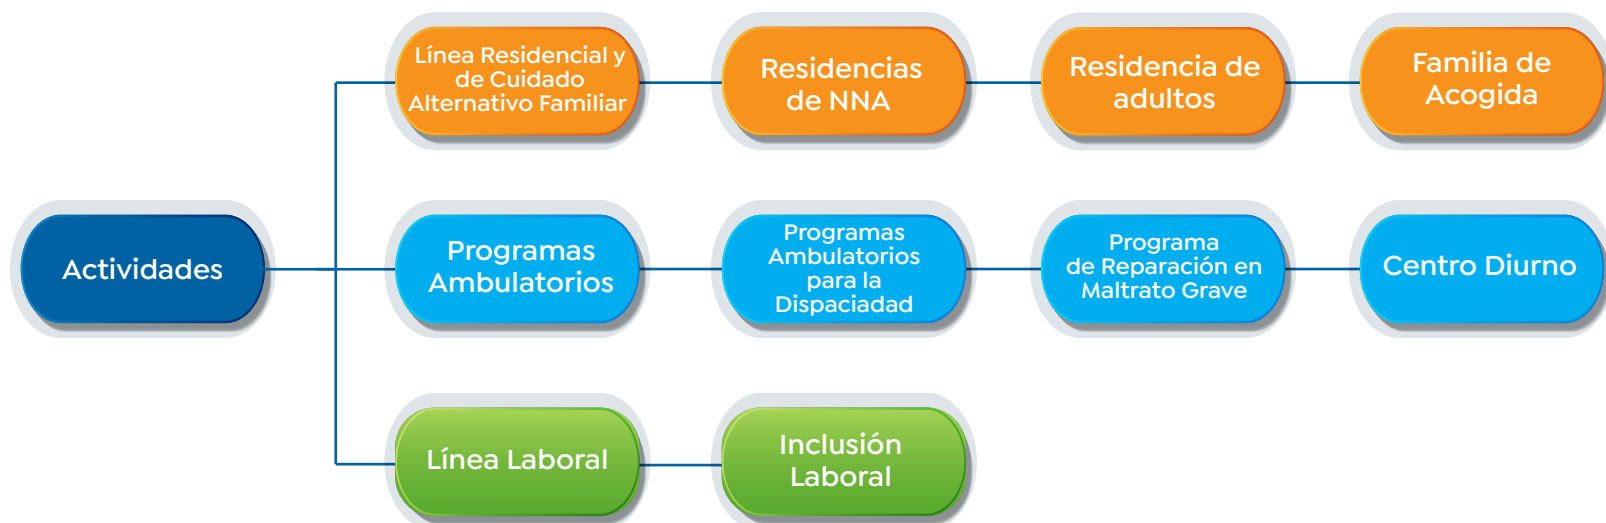 Línea Residencial y
de Cuidado
Alternativo Familiar
Residencias
de NNA
Residencia de
adultos
Familia de
Acogida
Actividades
Programas
Ambulatorios
Programas
Ambulatorios
para la
Dispaciadad
Programa
de Reparación en
Maltrato Grave
Centro Diurno
Línea Laboral
Inclusión
Laboral